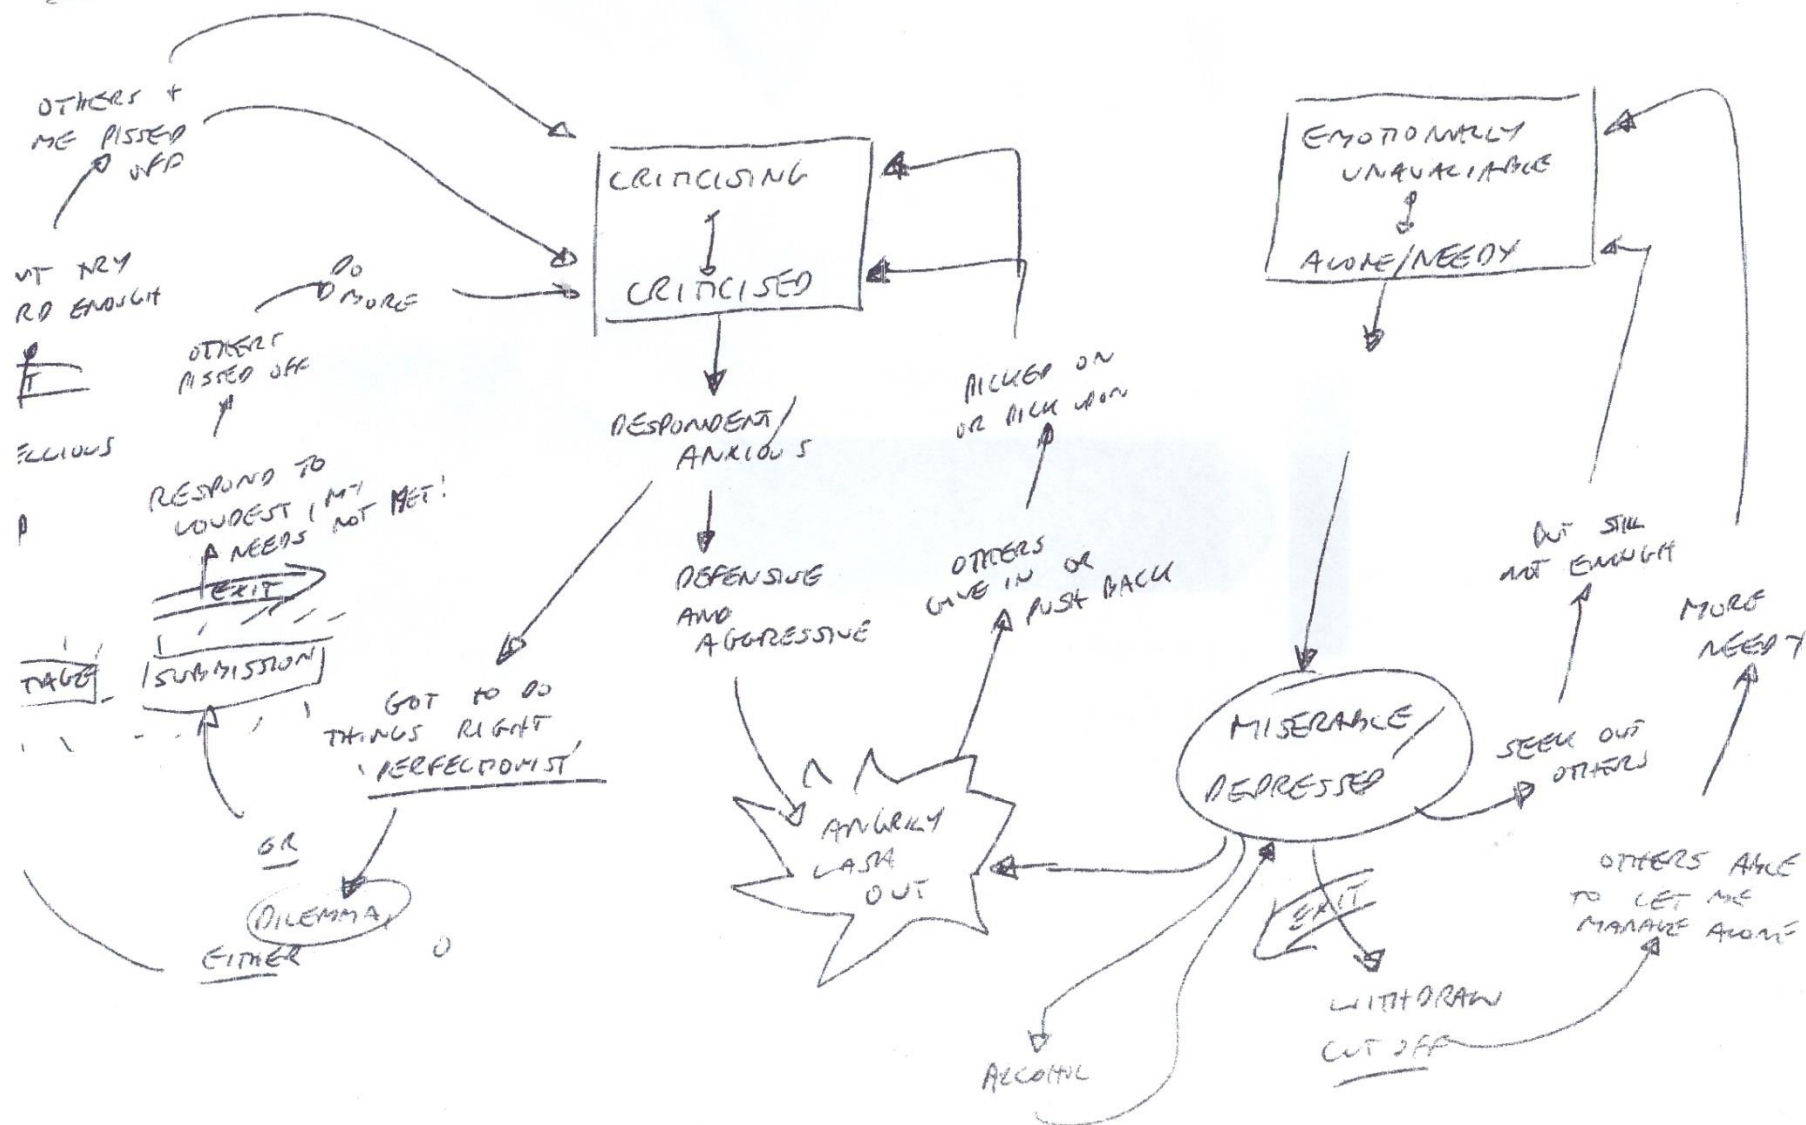 OTHERS +
ME PISSED
OFF
TRY
RD ENOUGH
ELLIOUS
OTHERS
PISSED OFF
DO
MORE
RESPOND TO
LOUDEST, MY
NEEDS NOT MET!
EXIT
TAGE
SUBMISSION
OR
DILEMMA
EITHER
O
CRITICISING
CRITICISED
DESPONDENT/
ANXIOUS
GOT TO DO
THINGS RIGHT
'PERFECTIONIST'
DEFENSIVE
AND
AGGRESSIVE
ANGRILY
LASH
OUT
OTHERS
GIVE IN OR
PUSH BACK
PICKED ON
OR PICK UPON
EMOTIONALLY
UNAVALIABLE
ALONE/NEEDY
MISERABLE/
DEPRESSED
SEEK OUT
OTHERS
BUT STILL
NOT ENOUGH
EXIT
WITHDRAW
CUT OFF
OTHERS ABLE
TO LET ME
MANAGE ALONE
MORE
NEEDY
ALCOHOL